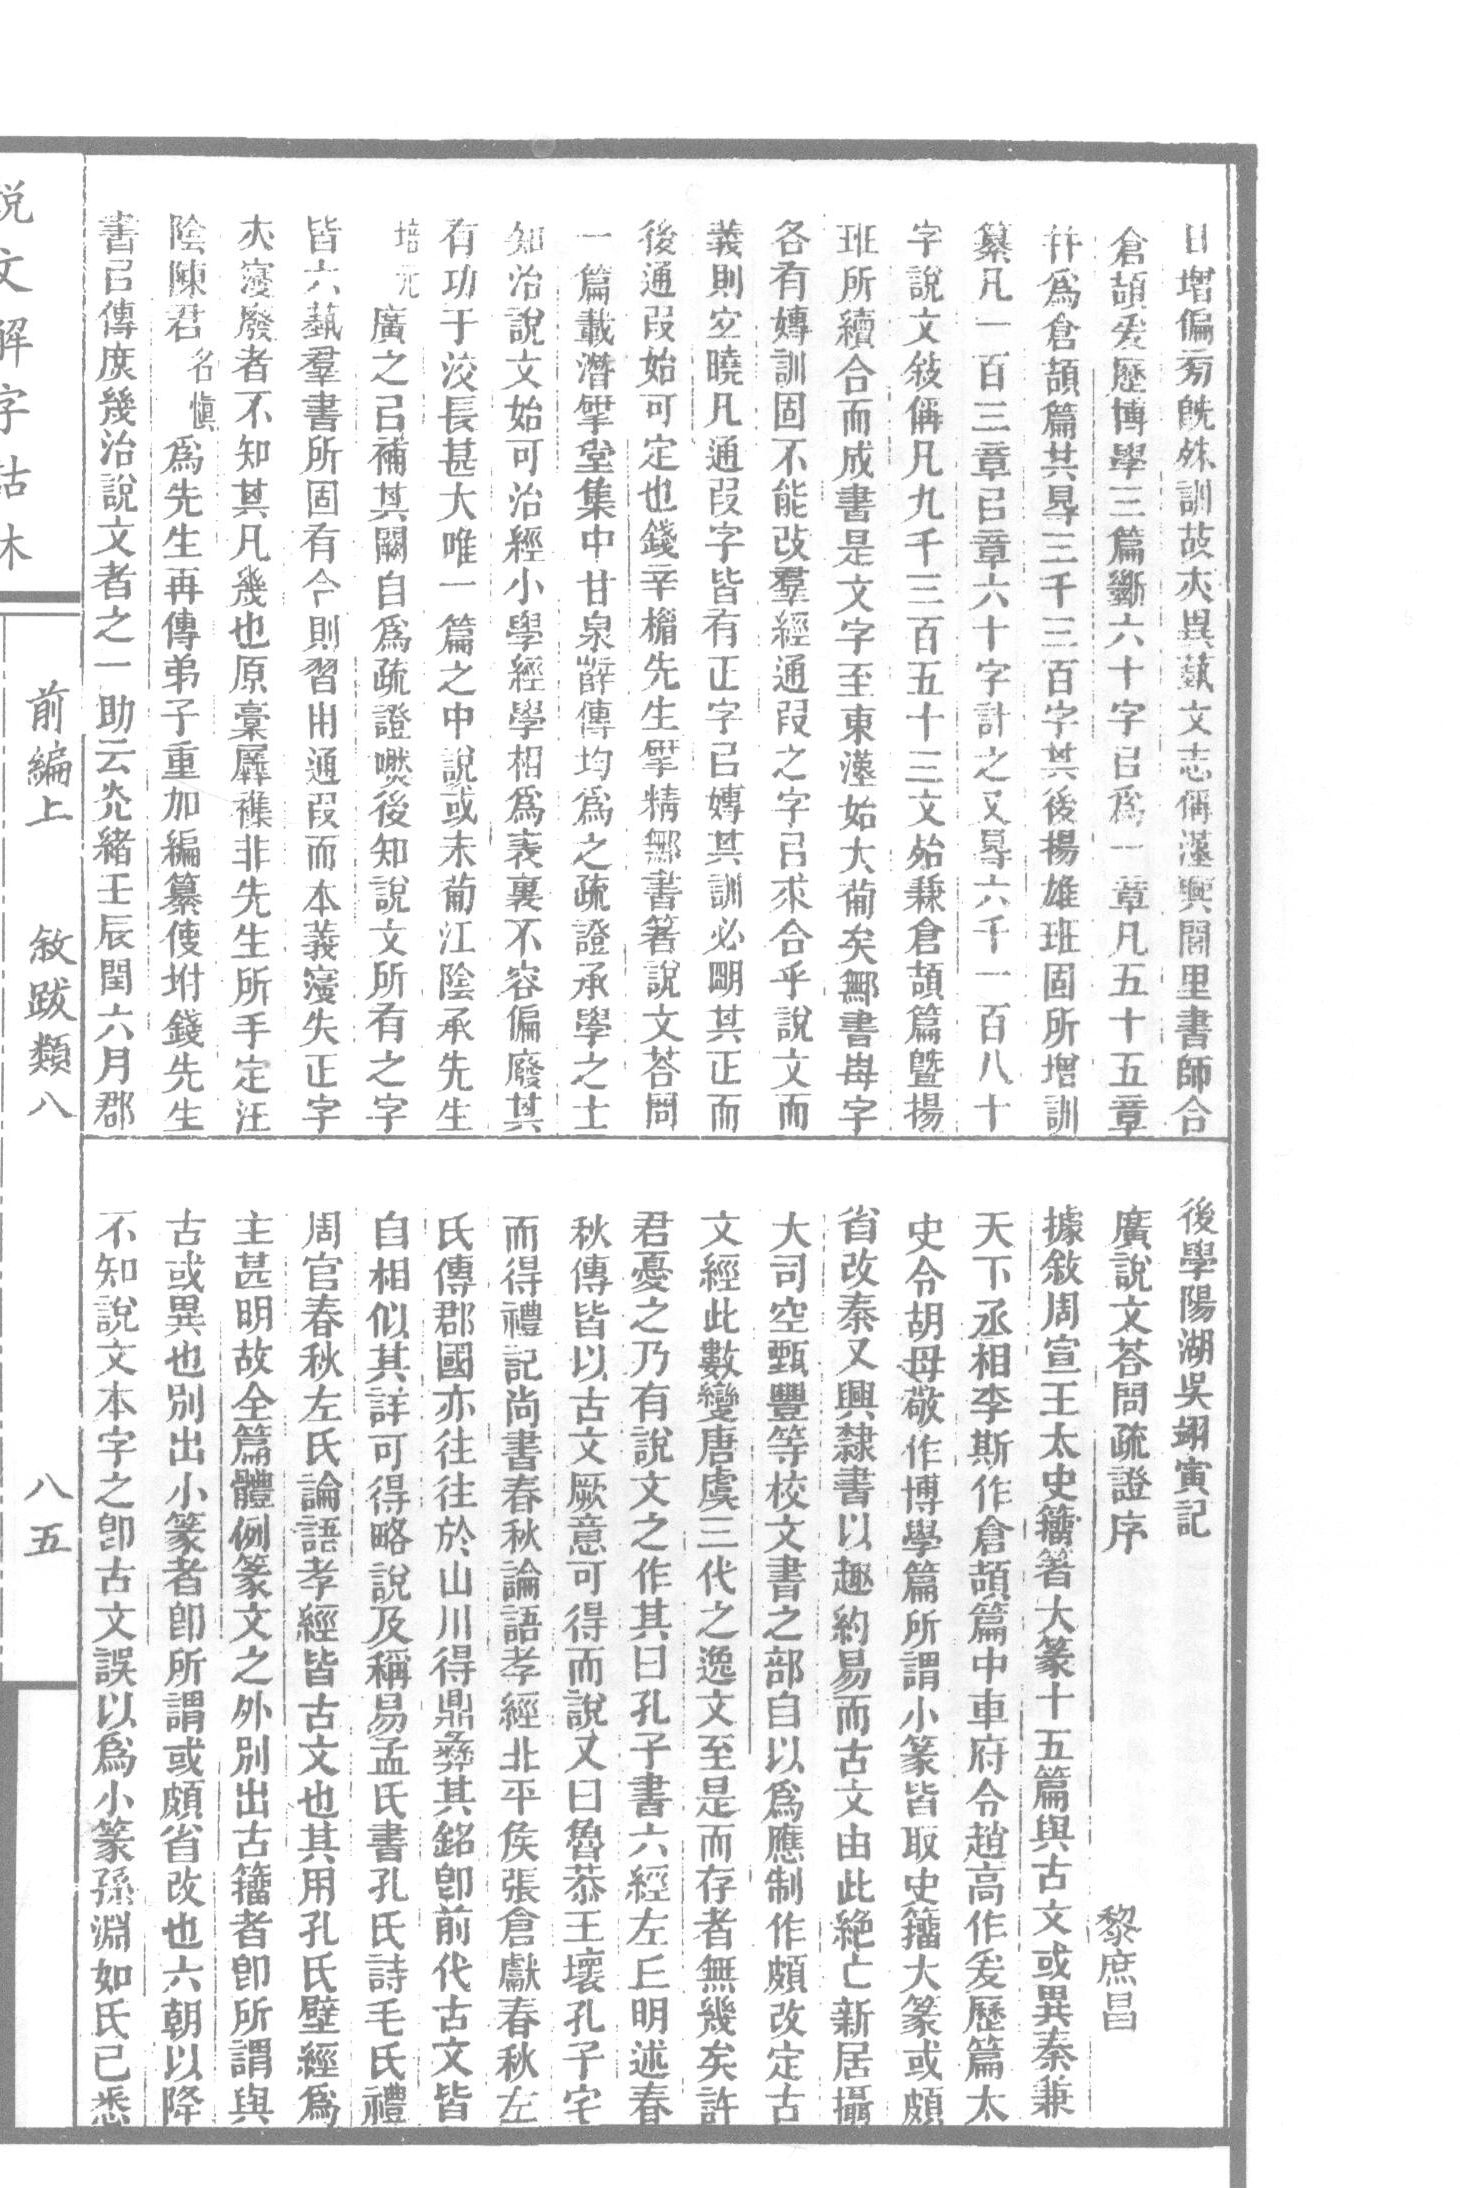 日增偏㫄旣殊訓故亦異藝文志偁漢興閭里書師合
倉頡爰歷博學三篇斷六十字㠯爲一章凡五十五章
幷爲倉頡篇共㝵三千三百字其後揚雄班固所增訓
纂凡一百三章㠯章六十字計之又㝵六千一百八十
字說文敍偁凡九千三百五十三文始兼倉頡篇曁揚
班所續合而成書是文字至東漢始大葡矣鄦書每字
各有嫥訓固不能改羣經通叚之字㠯求合乎說文而
義則空曉凡通叚字皆有正字㠯嫥其訓必朙其正而
後通叚始可定也錢辛楣先生揅精鄦書箸說文荅問
一篇載潛揅堂集中甘泉薛傳均爲之疏證承學之士
知治說文始可治經小學經學相爲表裏不容偏廢其
有功于洨長甚大唯一篇之中說或未葡江陰承先生
培元廣之㠯補其闕自爲疏證嘫後知說文所有之字
皆六藝羣書所固有今則習用通叚而本義寖失正字
亦寖廢者不知其凡幾也原稾羼襍非先生所手定汪
陰陳君名愼爲先生再傳弟子重加編纂使坿錢先生
書㠯傳庶幾治說文者之一助云光緒壬辰閏六月郡
後學陽湖吳翊寅記
廣說文荅問疏證序 黎庶昌
據敘周宣王太史籒箸大篆十五篇與古文或異秦兼
天下丞相李斯作倉頡篇中車府令趙高作爰歷篇太
史令胡母敬作博學篇所謂小篆皆取史籒大篆或頗
省改秦又興隸書以趣約易而古文由此絕亡新居攝
大司空甄豐等校文書之部自以爲應制作頗改定古
文經此數變唐虞三代之逸文至是而存者無幾矣許
君憂之乃有說文之作其曰孔子書六經左丘明述春
秋傳皆以古文厥意可得而說又曰魯恭王壞孔子宅
而得禮記尚書春秋論語孝經北平侯張倉獻春秋左
氏傳郡國亦往往於山川得鼎彝其銘卽前代古文皆
自相似其詳可得略說及稱易孟氏書孔氏詩毛氏禮
周官春秋左氏論語孝經皆古文也其用孔氏壁經爲
主甚明故全篇體例篆文之外別出古籒者卽所謂與
古或異也別出小篆者卽所謂或頗省改也六朝以降
不知說文本字之卽古文誤以爲小篆孫淵如氏已悉
說文解字詁林
前編上 敘跋類八 八五